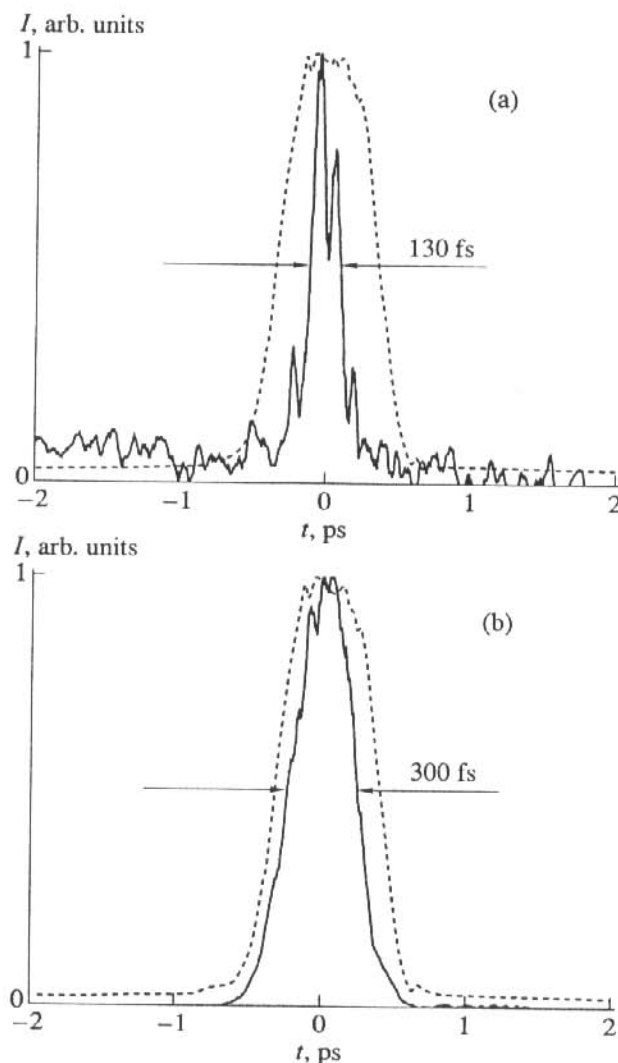 I, arb. units
1
(a)
130 fs
0
−2 −1 0 1 2
t, ps
I, arb. units
1
(b)
300 fs
0
−2 −1 0 1 2
t, ps